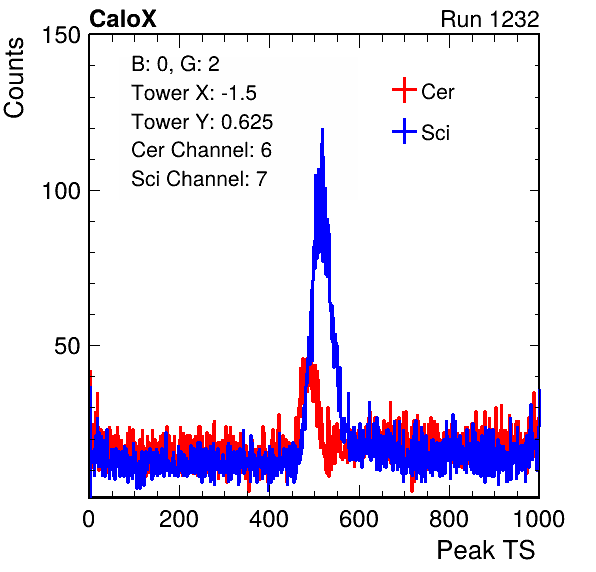 CaloX Run 1232
Counts
150
100
50
B: 0, G: 2
Tower X: -1.5
Tower Y: 0.625
Cer Channel: 6
Sci Channel: 7
Cer
Sci
0 200 400 600 800 1000
Peak TS